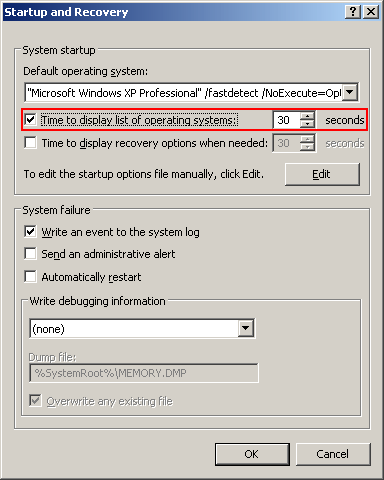 Startup and Recovery
System startup
Default operating system:
"Microsoft Windows XP Professional" /fastdetect /NoExecute=Opt
Time to display list of operating systems: 30 seconds
Time to display recovery options when needed: 30 seconds
To edit the startup options file manually, click Edit. Edit
System failure
Write an event to the system log
Send an administrative alert
Automatically restart
Write debugging information
(none)
Dump file:
%SystemRoot%\MEMORY.DMP
Overwrite any existing file
OK Cancel